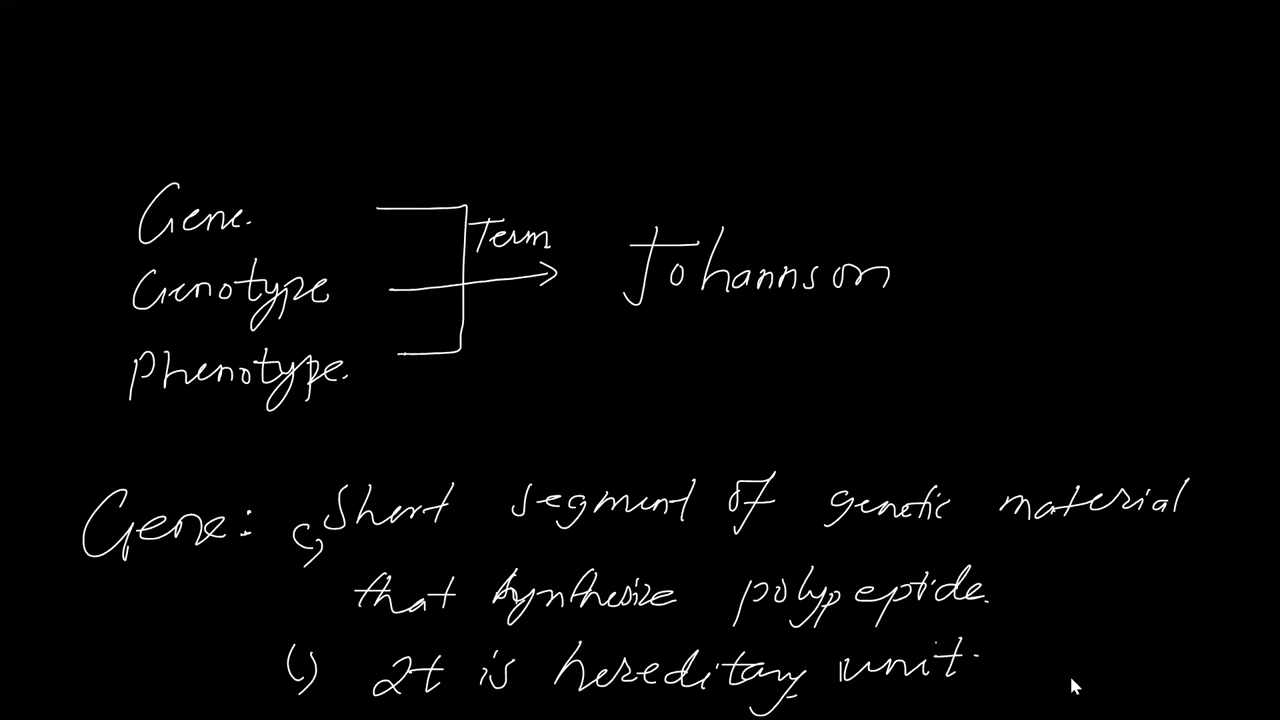 Gene.
Genotype
Term
Johannson
Phenotype.
Gene: (,) Short segment of genetic material
that synthesize polypeptide.
(,) It is hereditary unit.